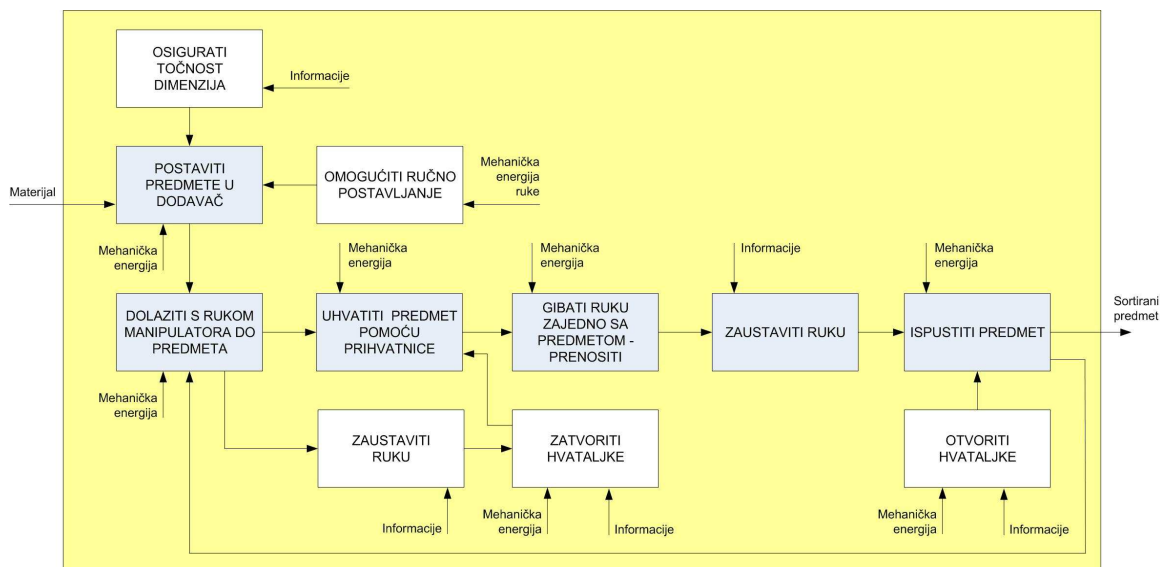 OSIGURATI
TOČNOST
DIMENZIJA
Informacije
POSTAVITI
PREDMETE U
DODAVAČ
OMOGUĆITI RUČNO
POSTAVLJANJE
Mehanička
energija
ruke
Materijal
Mehanička
energija
Mehanička
energija
Mehanička
energija
Informacije
Mehanička
energija
DOLAZITI S RUKOM
MANIPULATORA DO
PREDMETA
UHVATITI PREDMET
POMOĆU
PRIHVATNICE
GIBATI RUKU
ZAJEDNO SA
PREDMETOM -
PRENOSITI
ZAUSTAVITI RUKU
ISPUSTITI PREDMET
Sortirani
predmet
Mehanička
energija
ZAUSTAVITI
RUKU
ZATVORITI
HVATALJKE
OTVORITI
HVATALJKE
Informacije
Mehanička
energija
Informacije
Mehanička
energija
Informacije